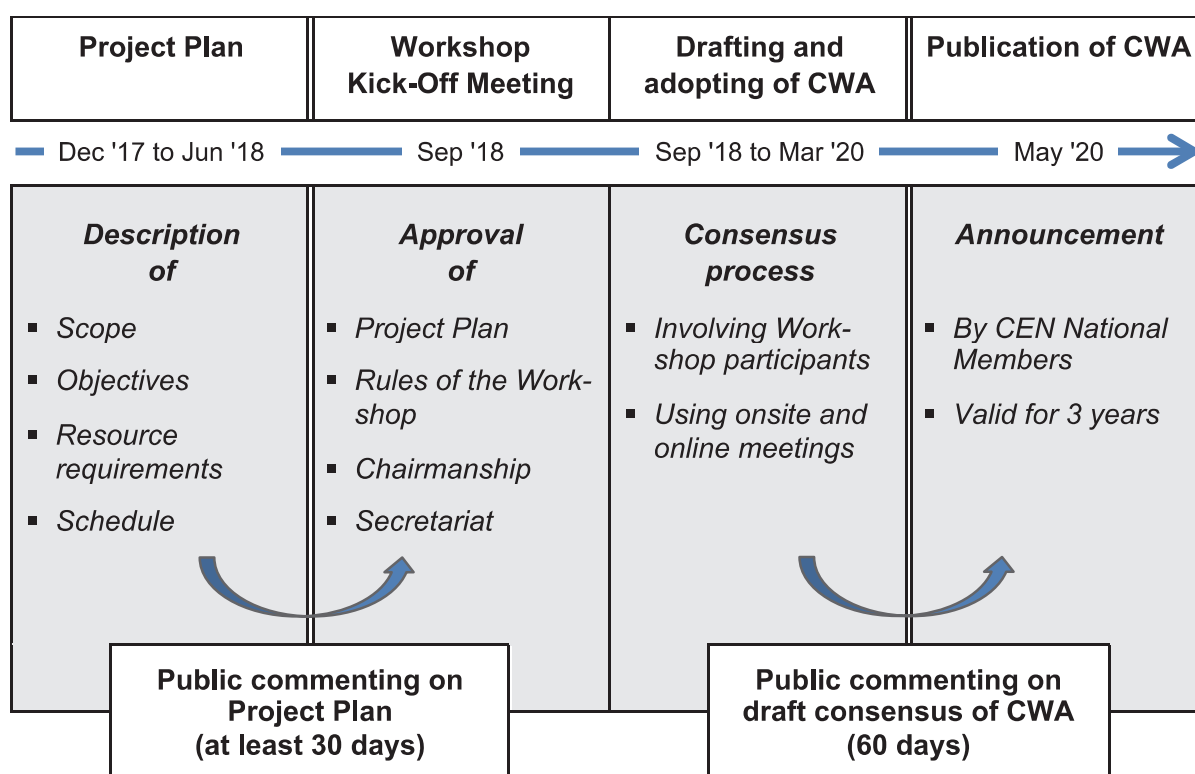 Project Plan
Workshop
Kick-Off Meeting
Drafting and
adopting of CWA
Publication of CWA
Dec '17 to Jun '18
Sep '18
Sep '18 to Mar '20
May '20
Description
of
▪ Scope
▪ Objectives
▪ Resource
requirements
▪ Schedule
Approval
of
▪ Project Plan
▪ Rules of the Work-
shop
▪ Chairmanship
▪ Secretariat
Consensus
process
▪ Involving Work-
shop participants
▪ Using onsite and
online meetings
Announcement
▪ By CEN National
Members
▪ Valid for 3 years
Public commenting on
Project Plan
(at least 30 days)
Public commenting on
draft consensus of CWA
(60 days)